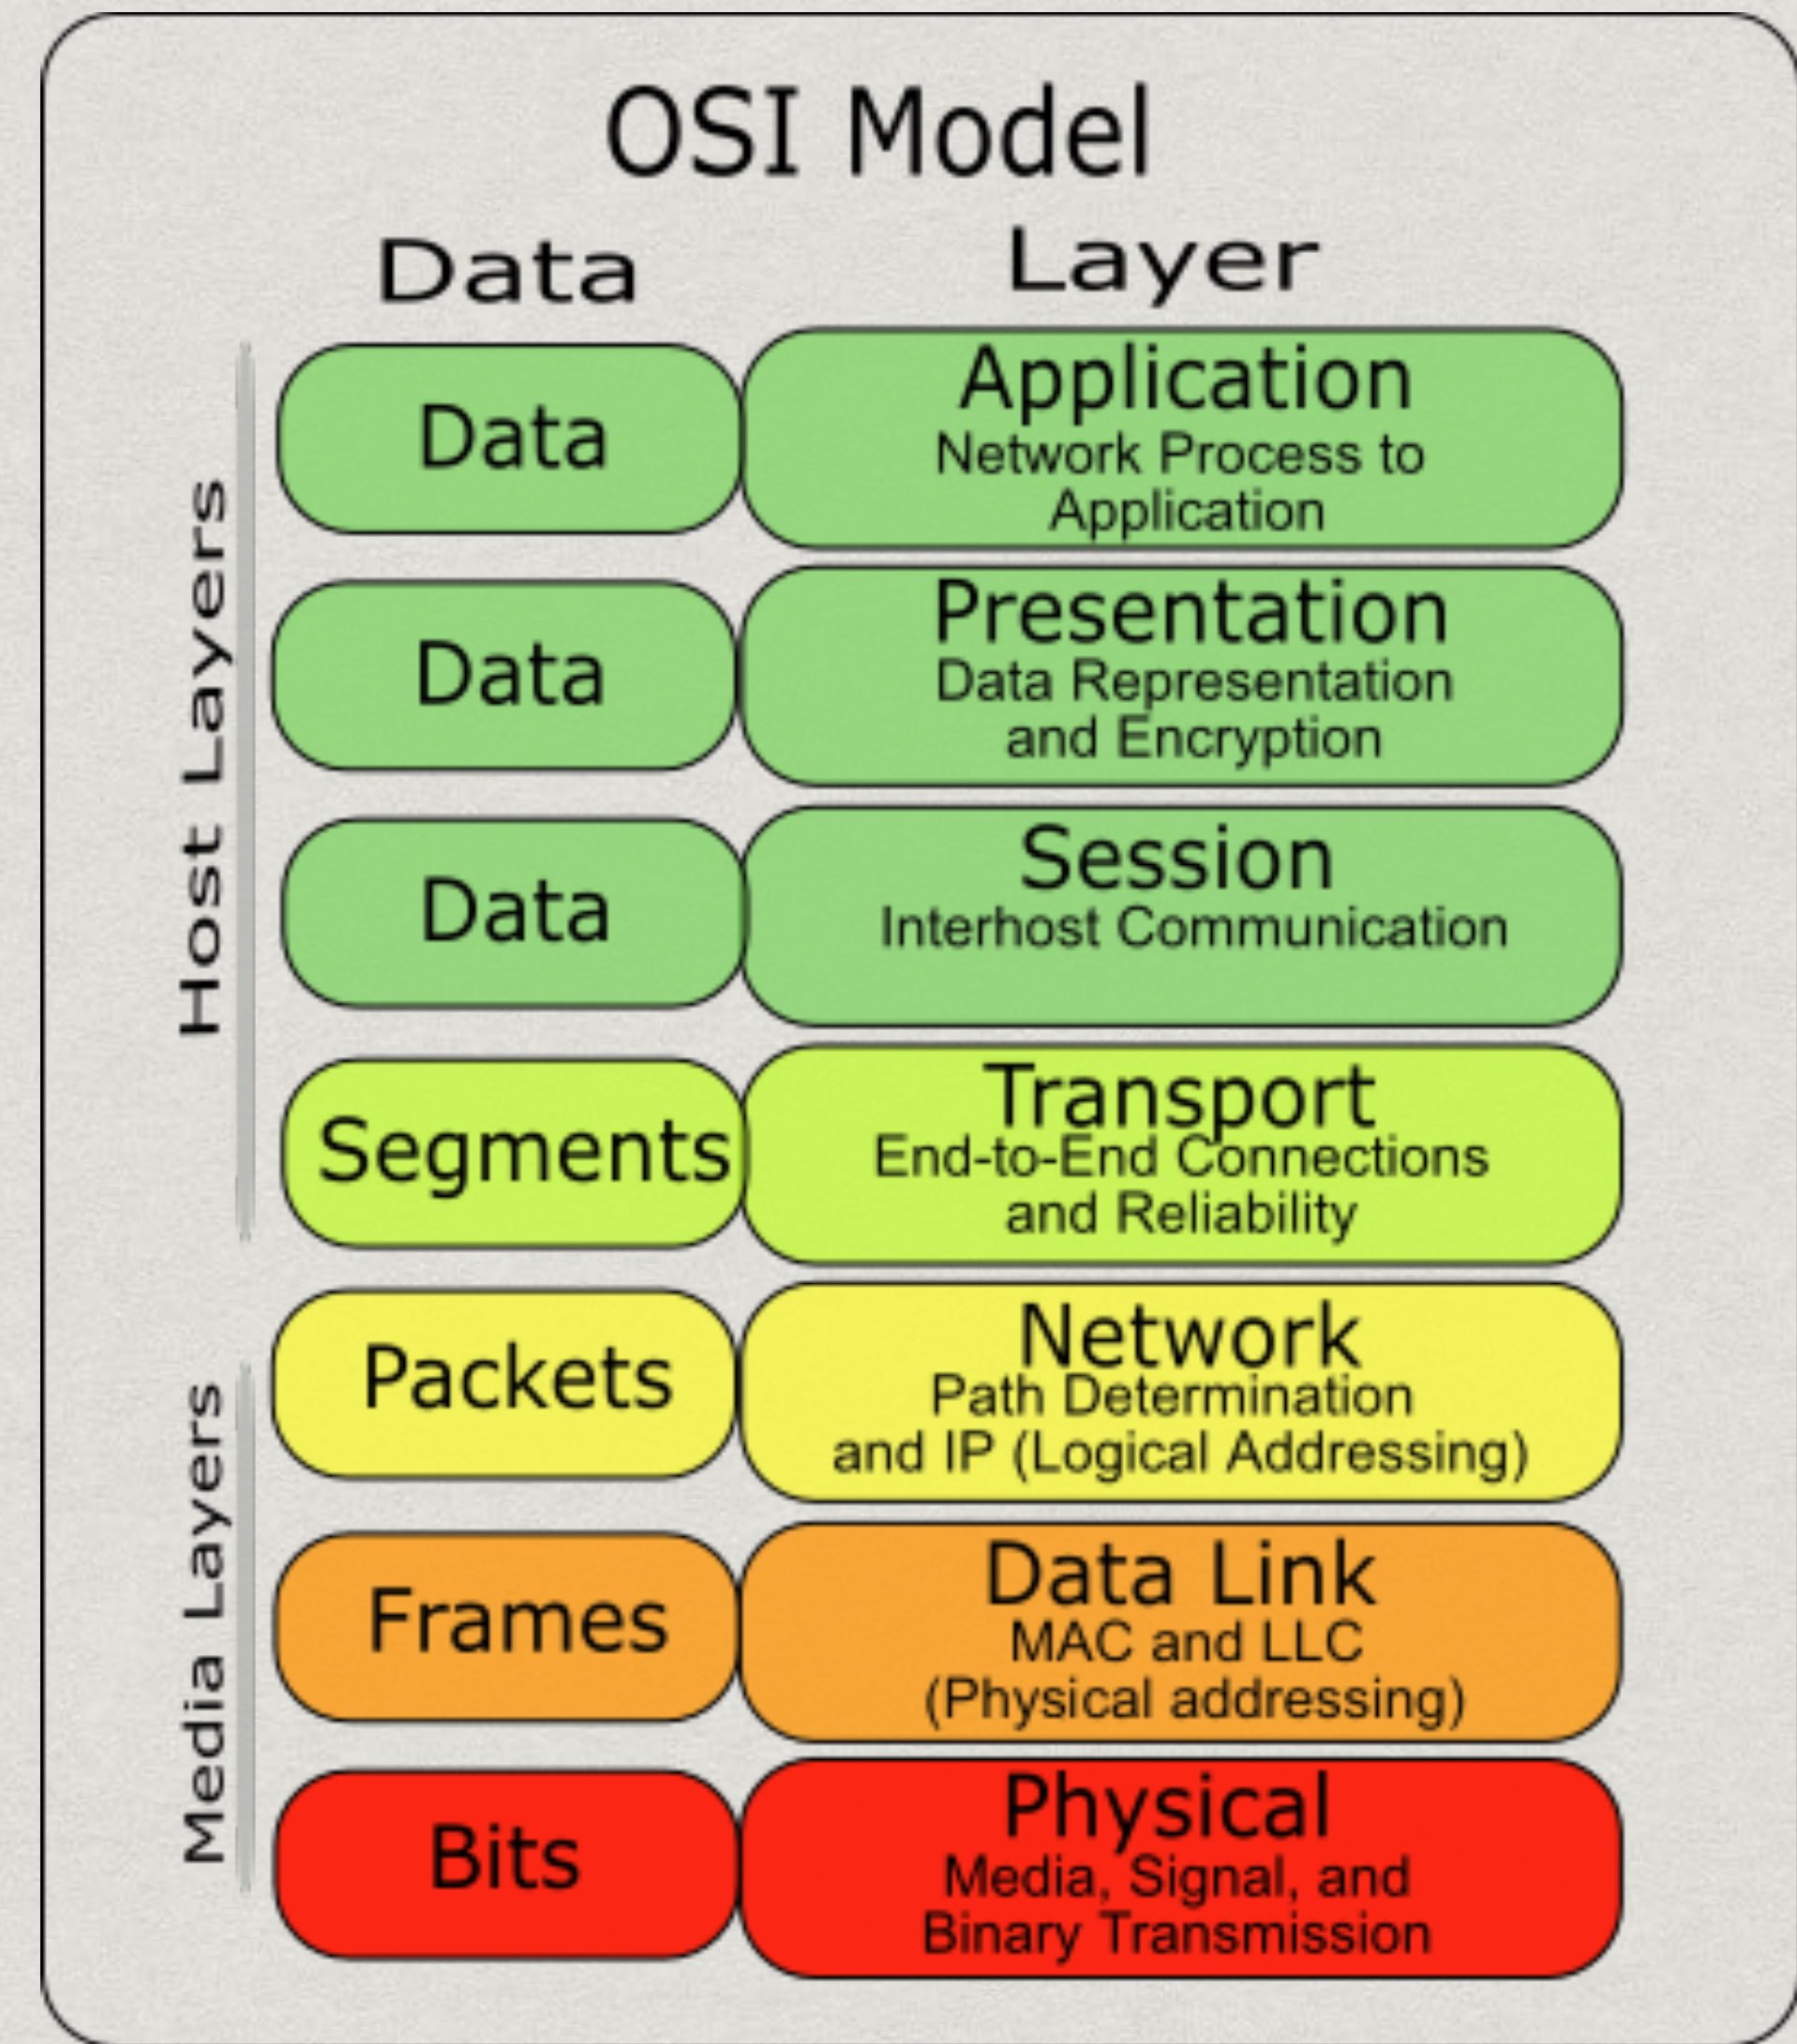 OSI Model
Data
Layer
Host Layers
Data
Application
Network Process to
Application
Data
Presentation
Data Representation
and Encryption
Data
Session
Interhost Communication
Segments
Transport
End-to-End Connections
and Reliability
Media Layers
Packets
Network
Path Determination
and IP (Logical Addressing)
Frames
Data Link
MAC and LLC
(Physical addressing)
Bits
Physical
Media, Signal, and
Binary Transmission